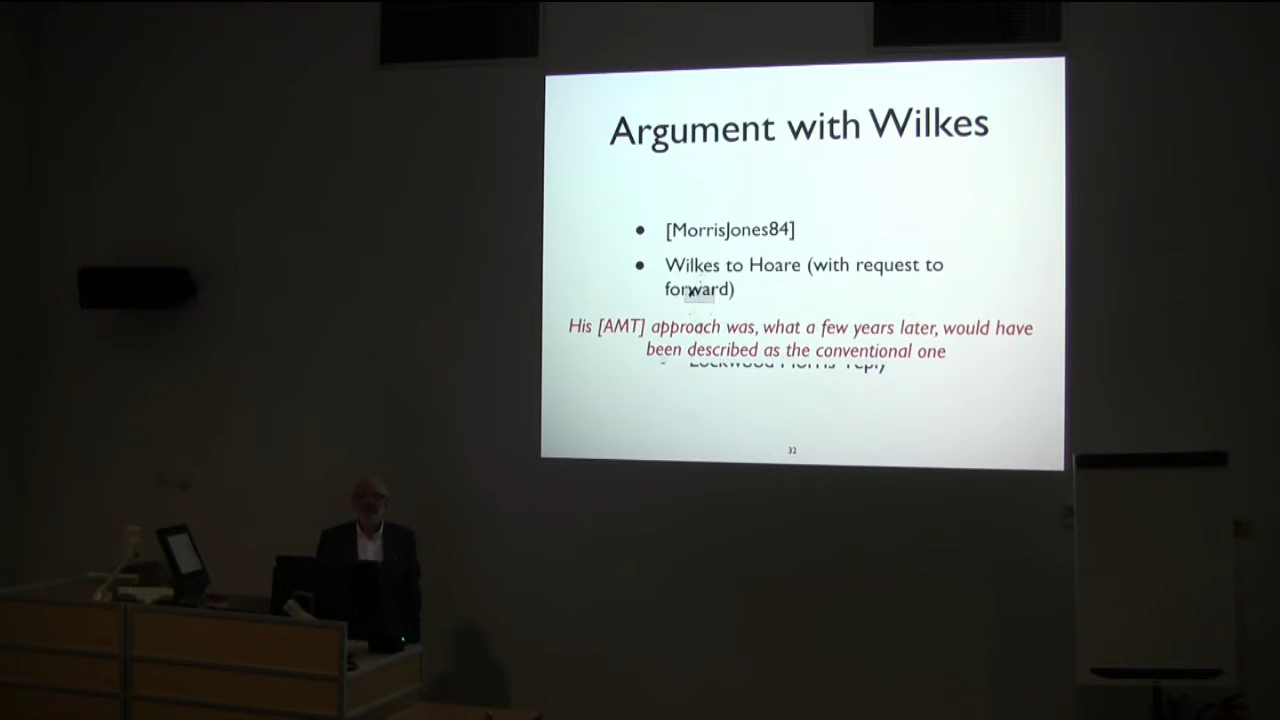 Argument with Wilkes
• [MorrisJones84]
• Wilkes to Hoare (with request to
forward)
His [AMT] approach was, what a few years later, would have
been described as the conventional one
32